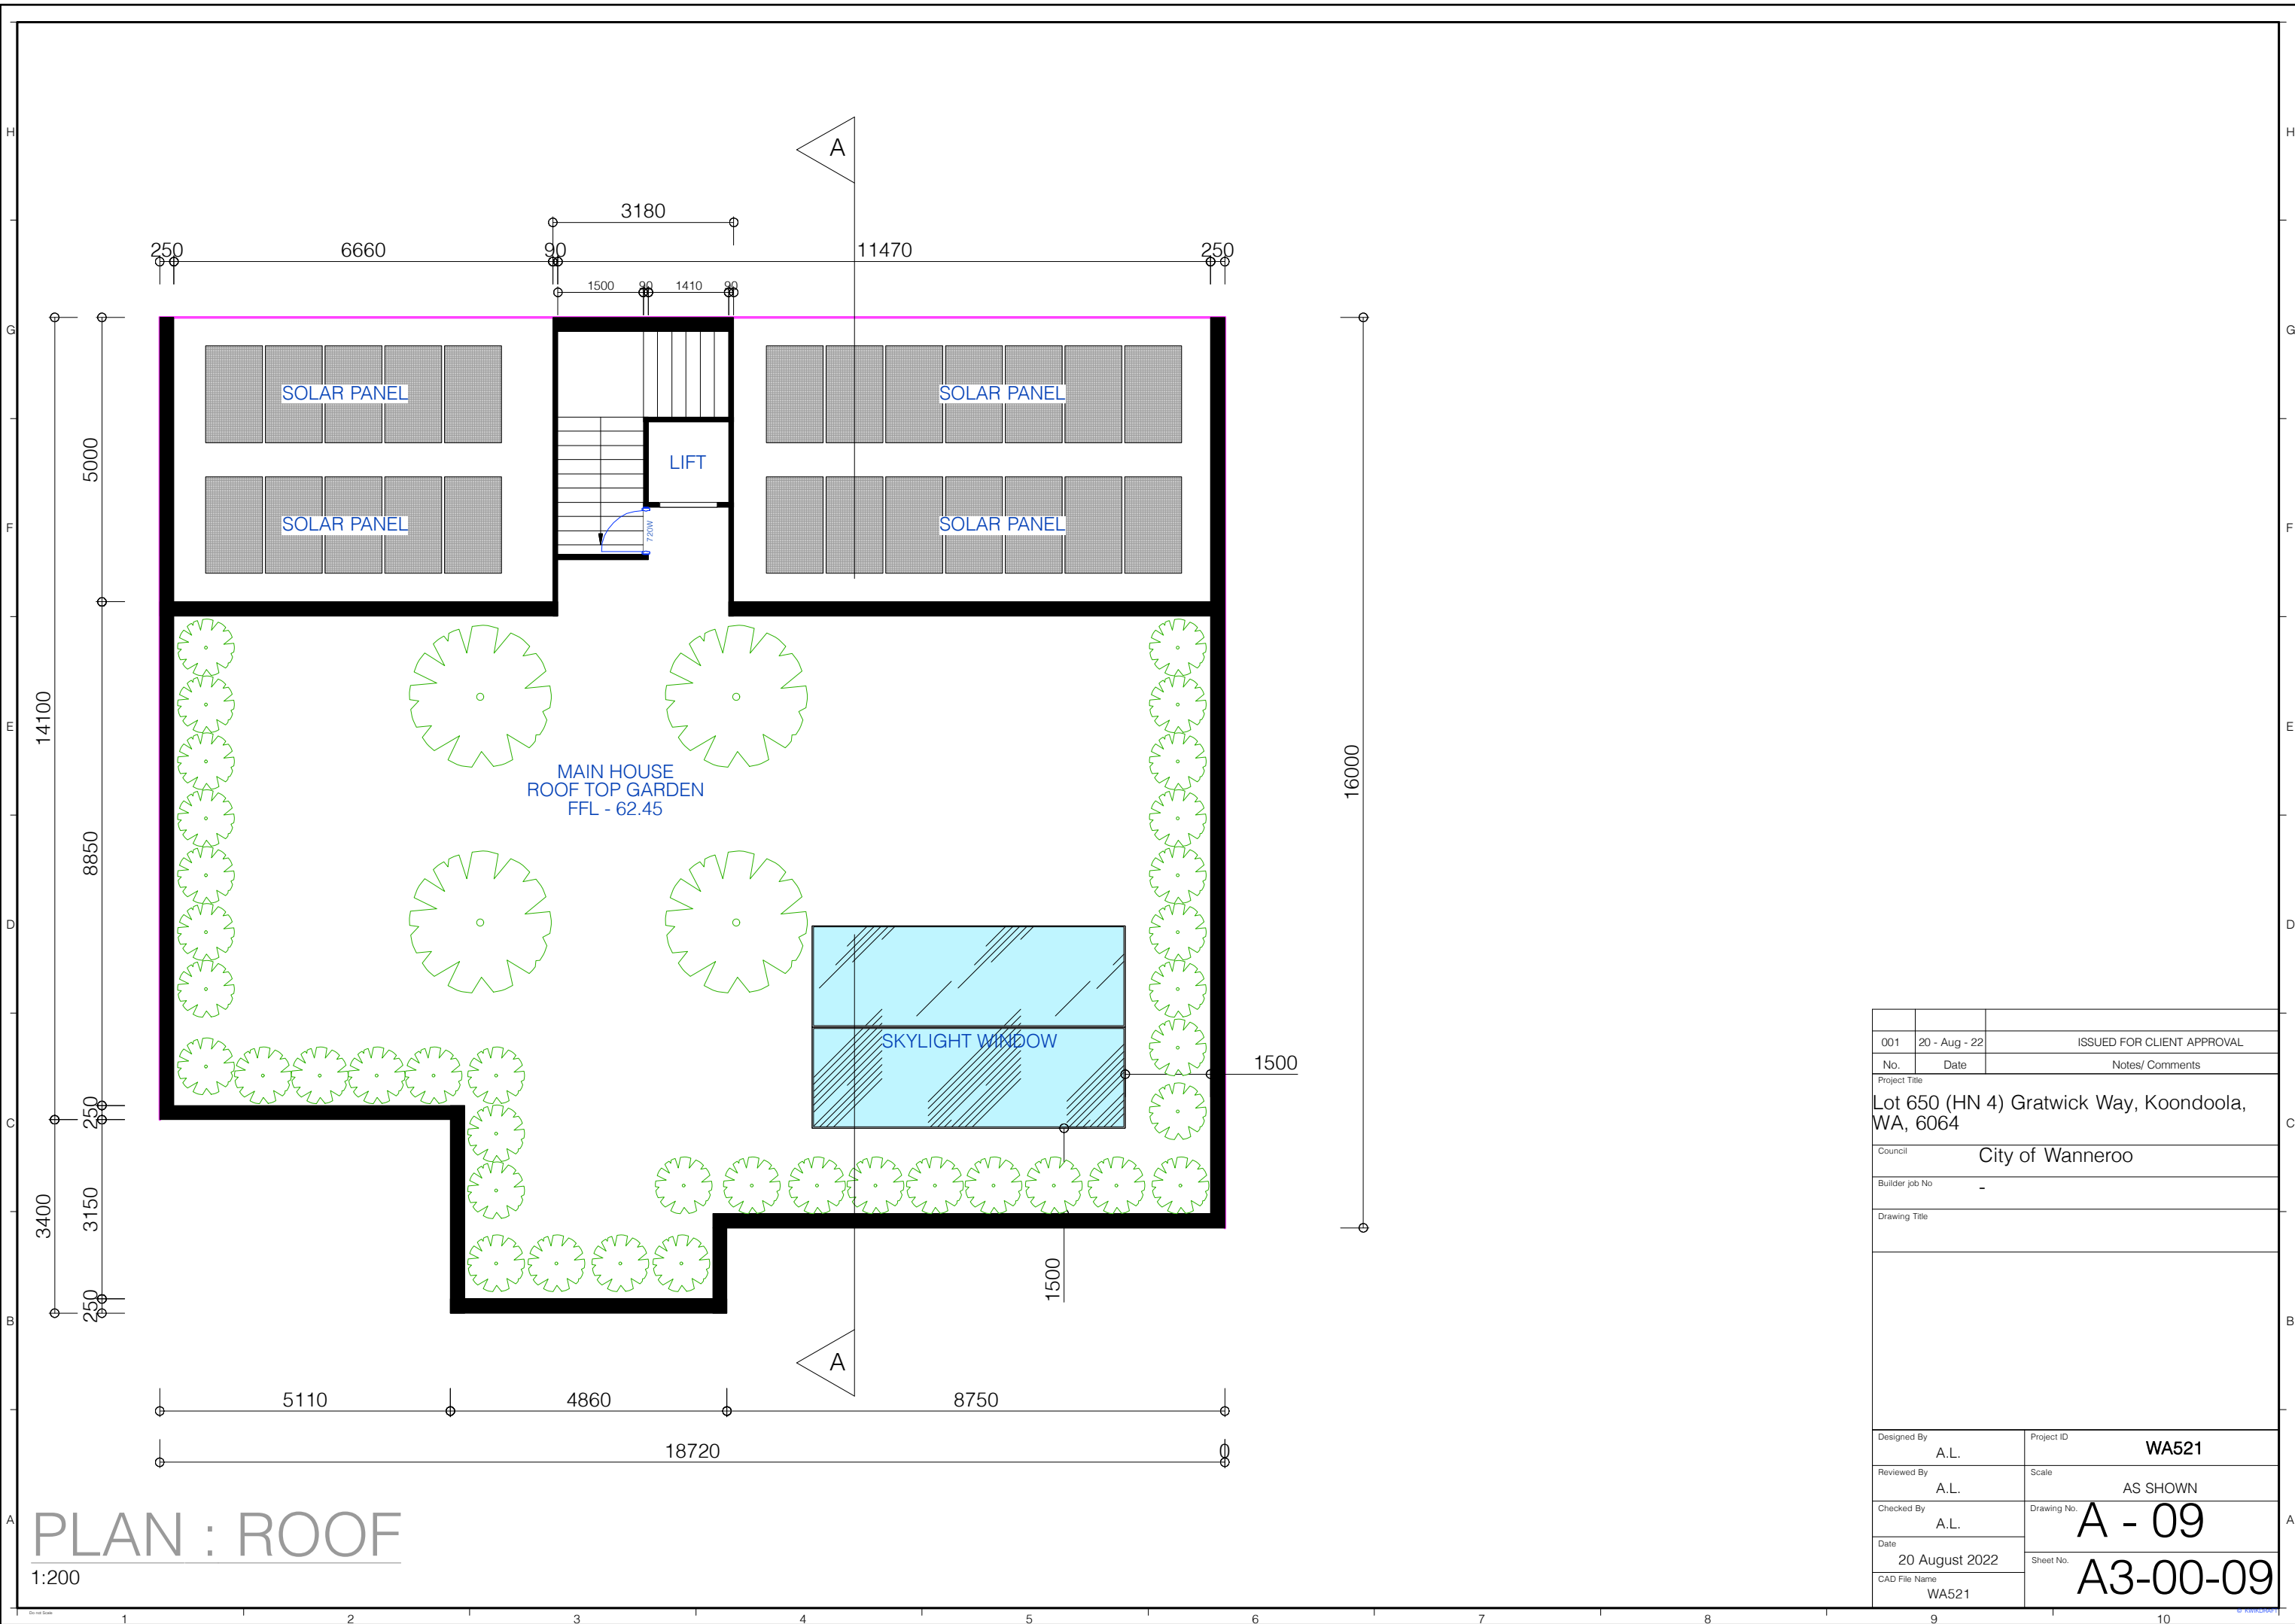 H
H
A
3180
250
6660
90
11470
250
1500
90
1410
90
G
G
SOLAR PANEL
SOLAR PANEL
5000
LIFT
SOLAR PANEL
SOLAR PANEL
F
F
720W
14100
E
E
MAIN HOUSE
ROOF TOP GARDEN
FFL - 62.45
16000
8850
D
D
SKYLIGHT WINDOW
1500
250
C
C
3400
3150
1500
250
B
B
A
5110
4860
8750
18720
0
PLAN : ROOF
1:200
A
A
001
20 - Aug - 22
ISSUED FOR CLIENT APPROVAL
No.
Date
Notes/ Comments
Project Title
Lot 650 (HN 4) Gratwick Way, Koondoola,
WA, 6064
Council
City of Wanneroo
Builder job No
-
Drawing Title
Designed By
A.L.
Project ID
WA521
Reviewed By
A.L.
Scale
AS SHOWN
Checked By
A.L.
Drawing No.
A - 09
Date
20 August 2022
Sheet No.
A3-00-09
CAD File Name
WA521
Do not Scale
1
2
3
4
5
6
7
8
9
10